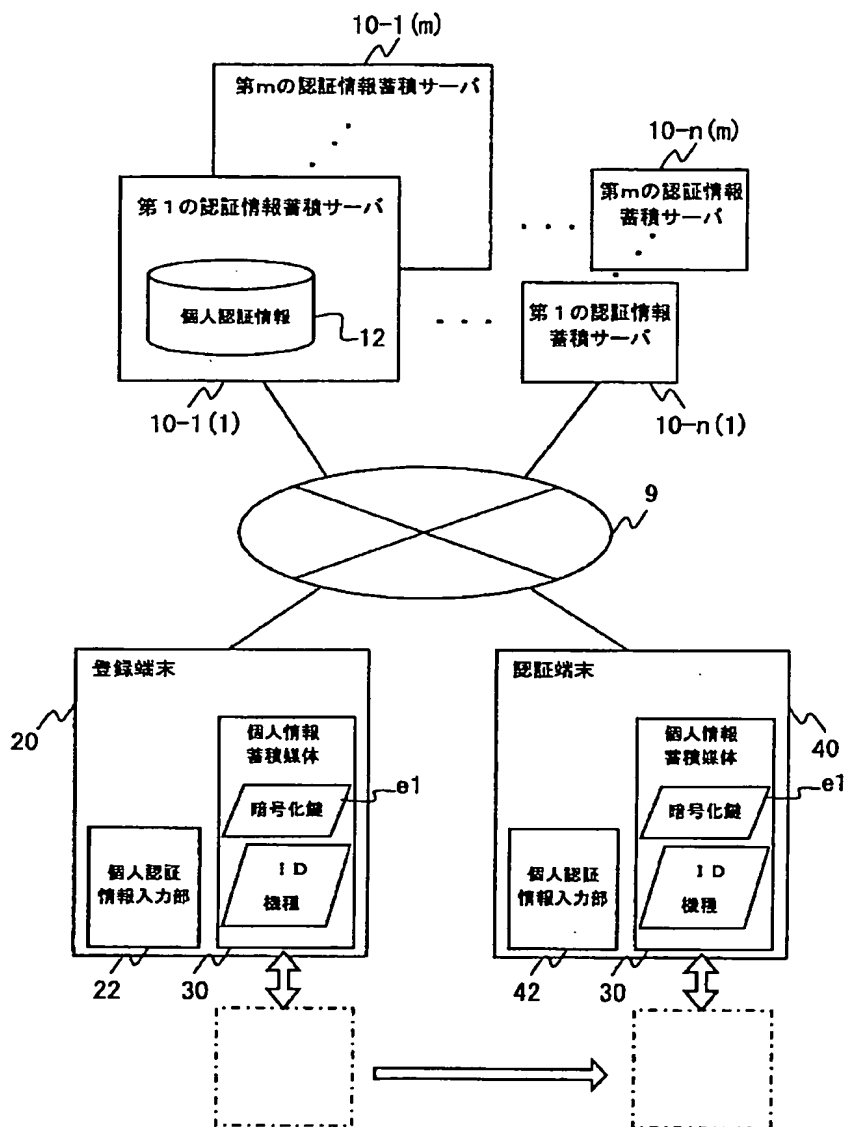 10-1(m)
第mの認証情報蓄積サーバ
10-n(m)
第mの認証情報
蓄積サーバ
第1の認証情報蓄積サーバ
個人認証情報
12
第1の認証情報
蓄積サーバ
10-1(1)
10-n(1)
9
登録端末
20
個人情報
蓄積媒体
e1
暗号化鍵
個人認証
情報入力部
ID
機種
22
30
認証端末
40
個人情報
蓄積媒体
e1
暗号化鍵
個人認証
情報入力部
ID
機種
42
30